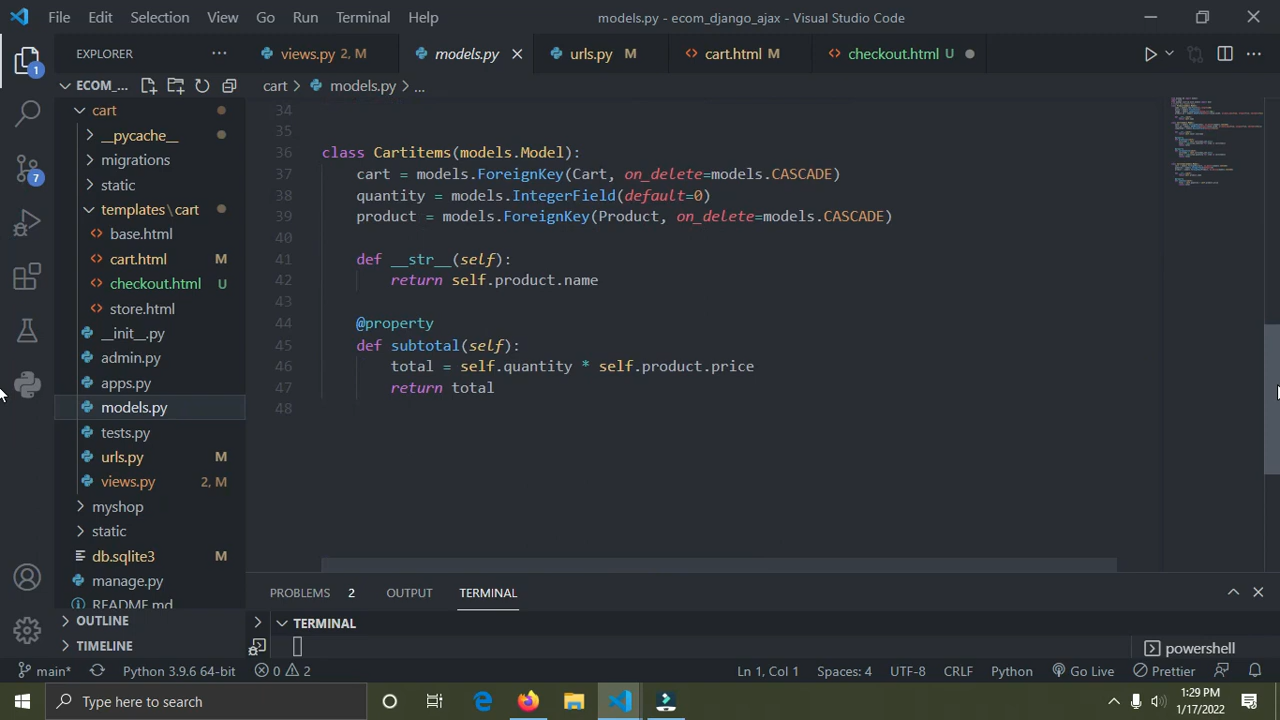 File Edit Selection View Go Run Terminal Help models.py - ecom_django_ajax - Visual Studio Code
EXPLORER ··· views.py 2, M models.py urls.py M cart.html M checkout.html U
1
ECOM_... cart > models.py > ...
cart
__pycache__
migrations
static
7
templates\cart
base.html
cart.html M
checkout.html U
store.html
__init__.py
admin.py
apps.py
models.py
tests.py
urls.py M
views.py 2, M
myshop
static
db.sqlite3 M
manage.py
README.md
OUTLINE
TIMELINE
34
35
36 class Cartitems(models.Model):
37 cart = models.ForeignKey(Cart, on_delete=models.CASCADE)
38 quantity = models.IntegerField(default=0)
39 product = models.ForeignKey(Product, on_delete=models.CASCADE)
40
41 def __str__(self):
42 return self.product.name
43
44 @property
45 def subtotal(self):
46 total = self.quantity * self.product.price
47 return total
48
PROBLEMS 2 OUTPUT TERMINAL
TERMINAL
powershell
main* Python 3.9.6 64-bit 0 2 Ln 1, Col 1 Spaces: 4 UTF-8 CRLF Python Go Live Prettier
Type here to search
1:29 PM
1/17/2022